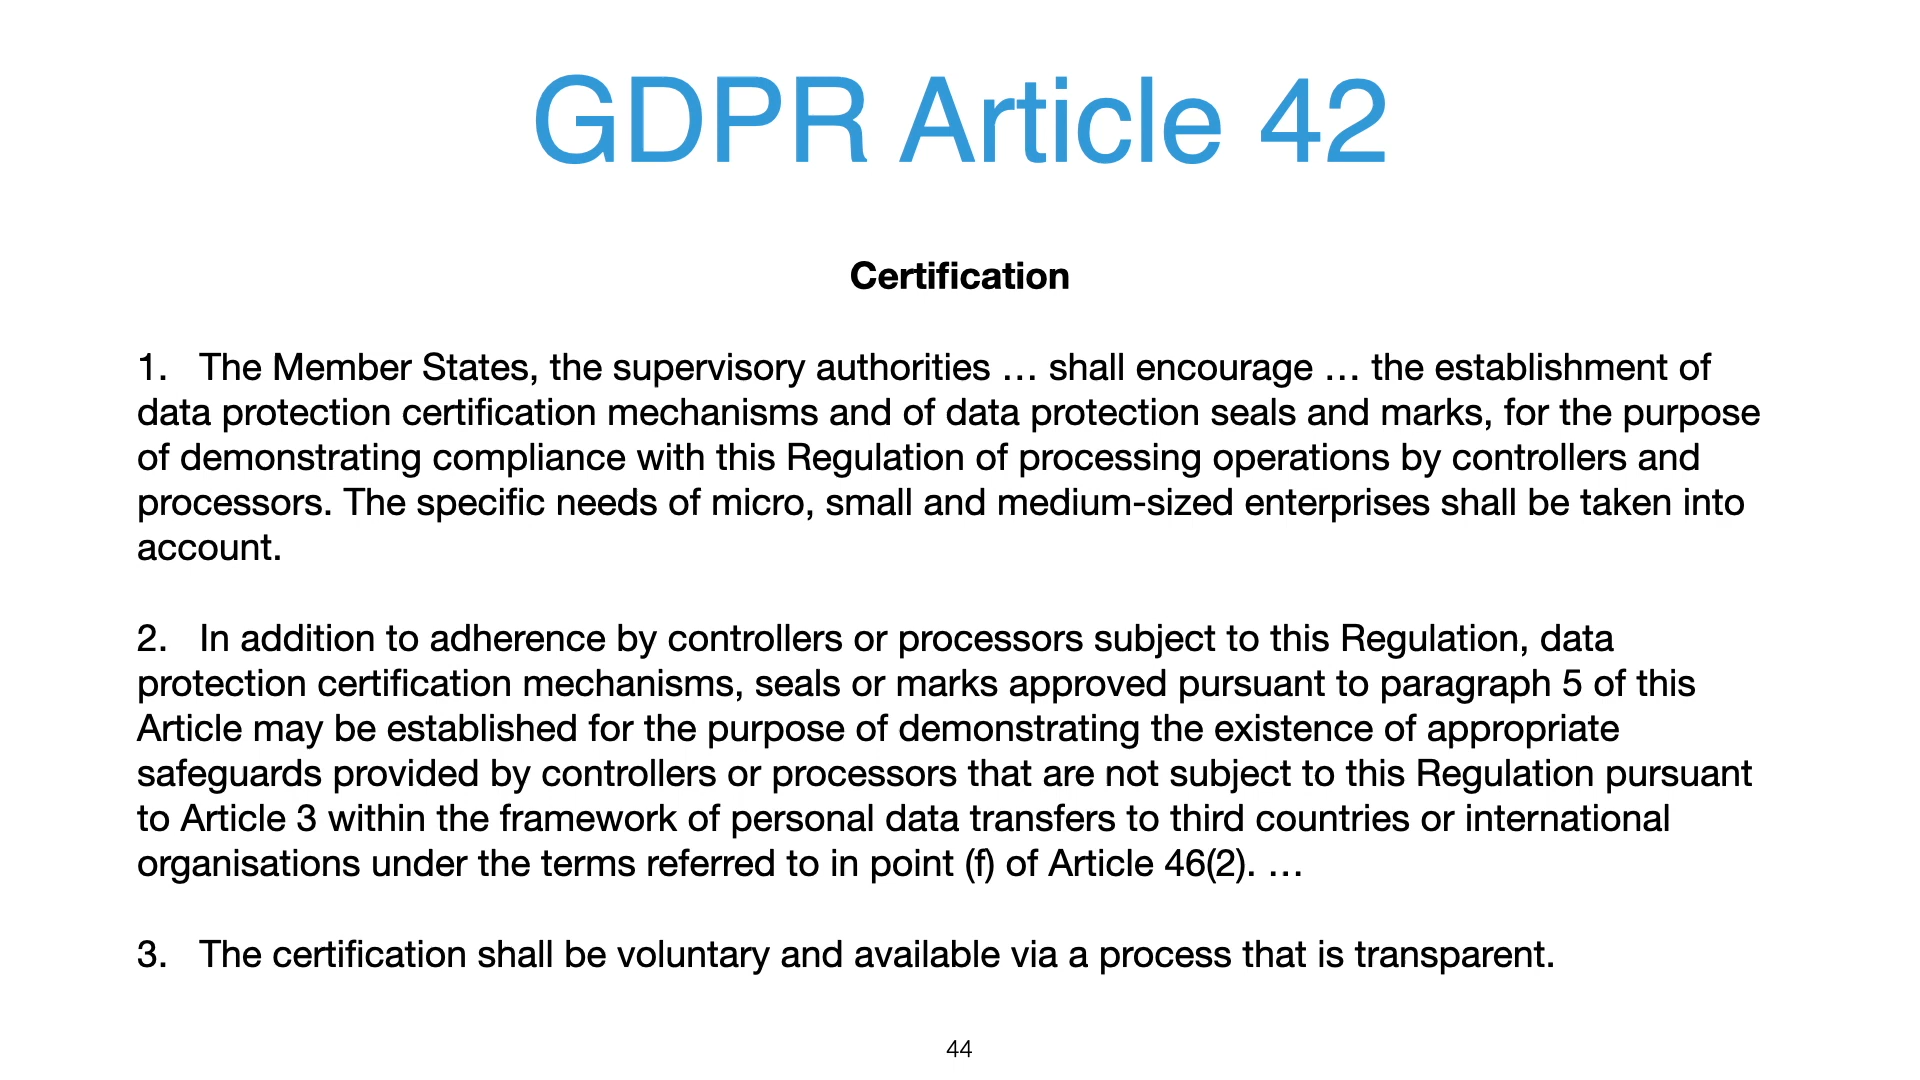 GDPR Article 42
Certification
1. The Member States, the supervisory authorities … shall encourage … the establishment of
data protection certification mechanisms and of data protection seals and marks, for the purpose
of demonstrating compliance with this Regulation of processing operations by controllers and
processors. The specific needs of micro, small and medium-sized enterprises shall be taken into
account.
2. In addition to adherence by controllers or processors subject to this Regulation, data
protection certification mechanisms, seals or marks approved pursuant to paragraph 5 of this
Article may be established for the purpose of demonstrating the existence of appropriate
safeguards provided by controllers or processors that are not subject to this Regulation pursuant
to Article 3 within the framework of personal data transfers to third countries or international
organisations under the terms referred to in point (f) of Article 46(2). …
3. The certification shall be voluntary and available via a process that is transparent.
44